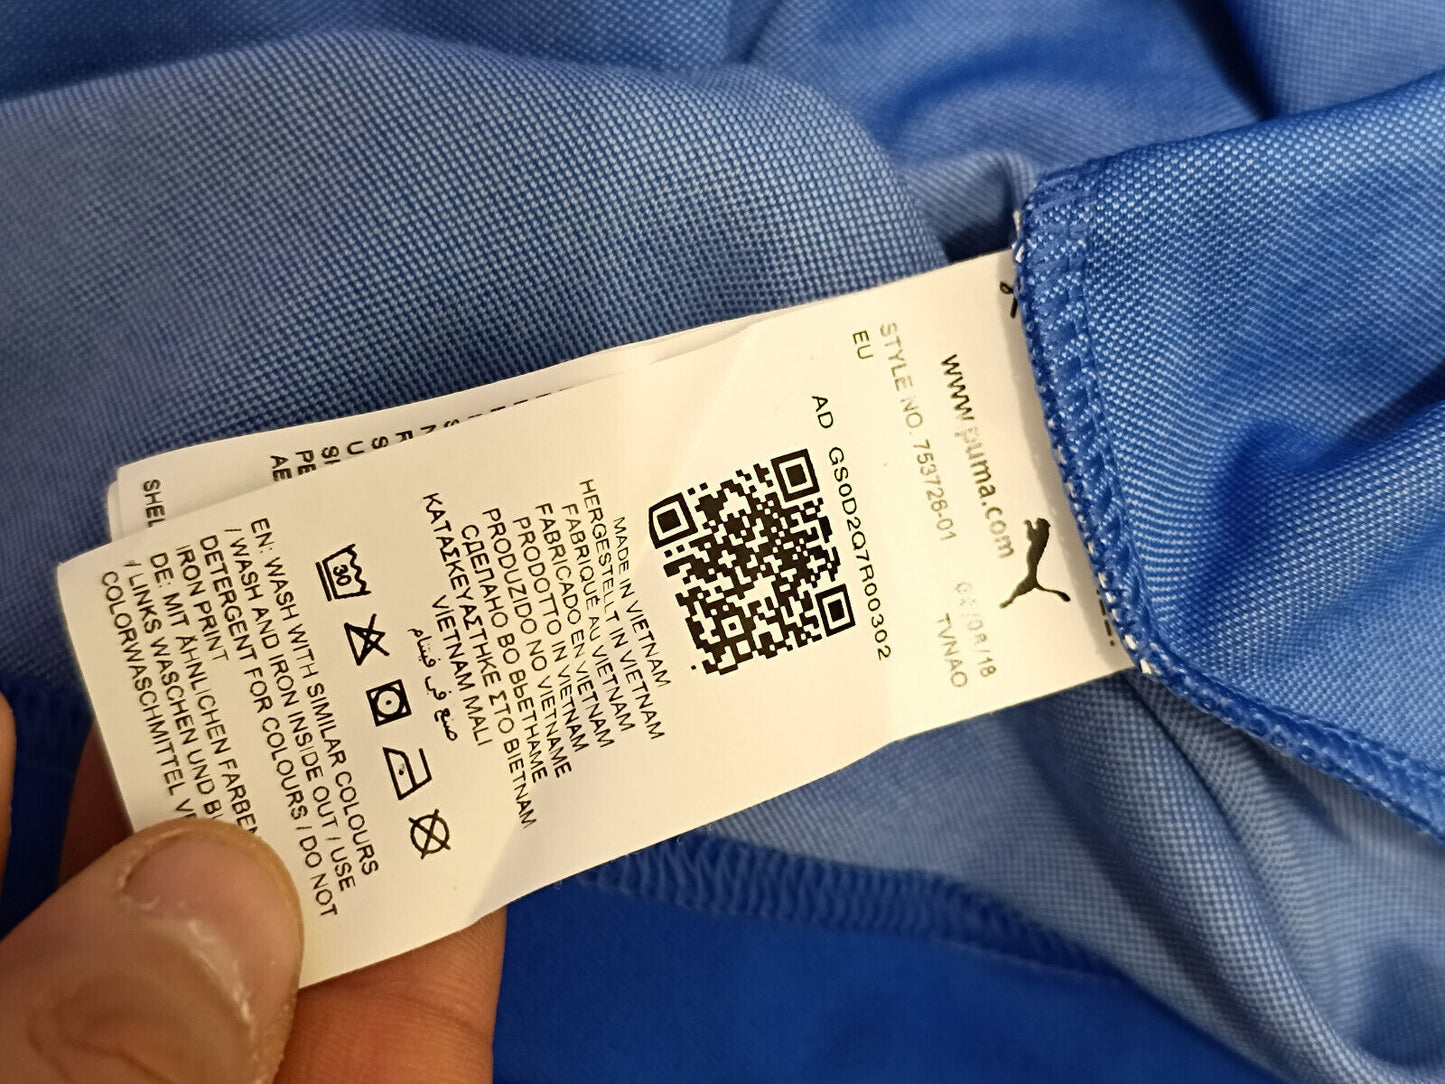 www.puma.com
STYLE NO. 753726-01
EU
04/08/18
TVNAO
AD GS0D2Q7R00302
MADE IN VIETNAM
HERGESTELLT IN VIETNAM
FABRIQUÉ AU VIETNAM
FABRICADO EN VIETNAM
PRODOTTO IN VIETNAM
PRODUZIDO NO VIETNAME
СДЕЛАНО ВО ВЬЕТНАМЕ
ΚΑΤΑΣΚΕΥΑΣΤΗΚΕ ΣΤΟ ΒΙΕΤΝΑΜ
VIETNAM MALI
صنع في فيتنام
30
EN: WASH WITH SIMILAR COLOURS
/ WASH AND IRON INSIDE OUT / USE
DETERGENT FOR COLOURS / DO NOT
IRON PRINT
DE: MIT ÄHNLICHEN FARBEN
/ LINKS WASCHEN UND
COLORWASCHMITTEL